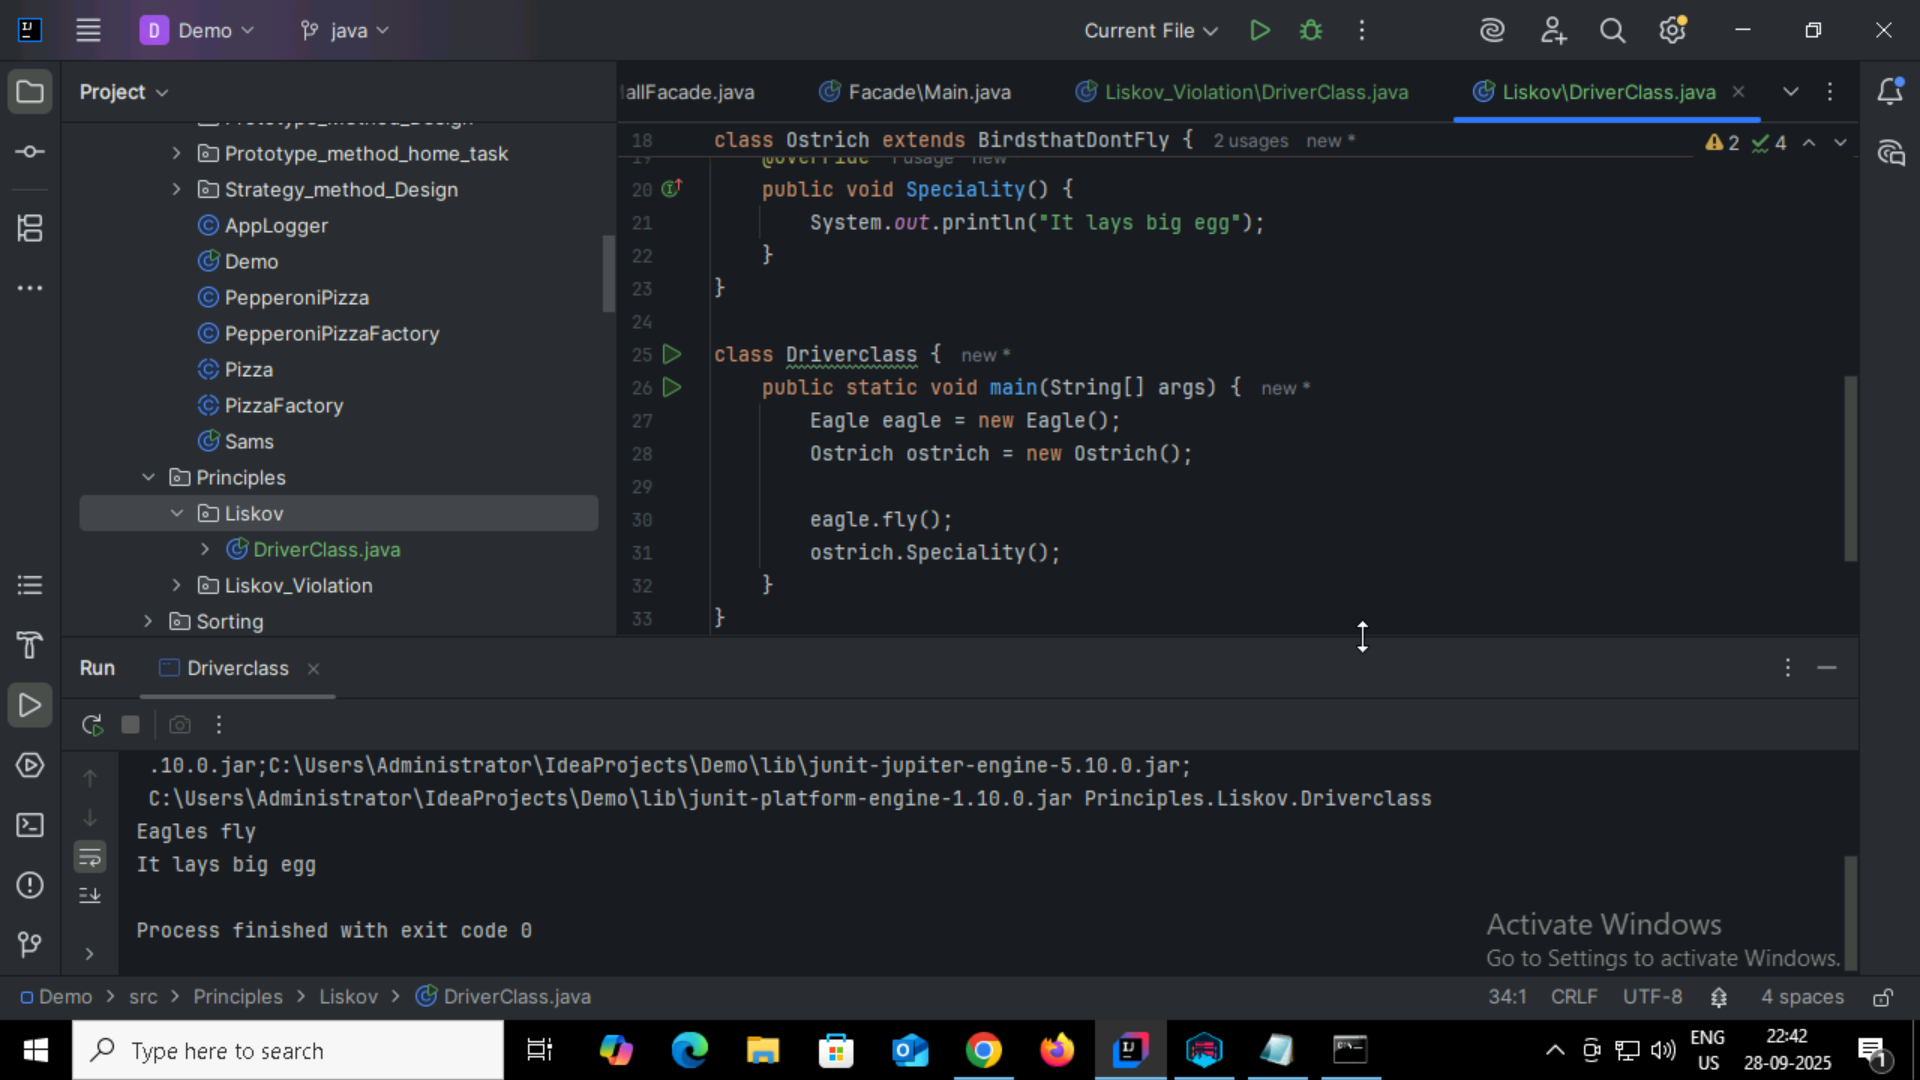 D Demo java Current File
Project
allFacade.java Facade\Main.java Liskov_Violation\DriverClass.java Liskov\DriverClass.java
Prototype_method_Design
Prototype_method_home_task
Strategy_method_Design
AppLogger
Demo
PepperoniPizza
PepperoniPizzaFactory
Pizza
PizzaFactory
Sams
Principles
Liskov
DriverClass.java
Liskov_Violation
Sorting
18 class Ostrich extends BirdsthatDontFly { 2 usages new *
2 4
19 @Override 1 usage new *
20 public void Speciality() {
21 System.out.println("It lays big egg");
22 }
23 }
24
25 class Driverclass { new *
26 public static void main(String[] args) { new *
27 Eagle eagle = new Eagle();
28 Ostrich ostrich = new Ostrich();
29
30 eagle.fly();
31 ostrich.Speciality();
32 }
33 }
Run Driverclass
.10.0.jar;C:\Users\Administrator\IdeaProjects\Demo\lib\junit-jupiter-engine-5.10.0.jar;
C:\Users\Administrator\IdeaProjects\Demo\lib\junit-platform-engine-1.10.0.jar Principles.Liskov.Driverclass
Eagles fly
It lays big egg
Process finished with exit code 0
Activate Windows
Go to Settings to activate Windows.
Demo > src > Principles > Liskov > DriverClass.java 34:1 CRLF UTF-8 4 spaces
Type here to search
ENG
US
22:42
28-09-2025
1